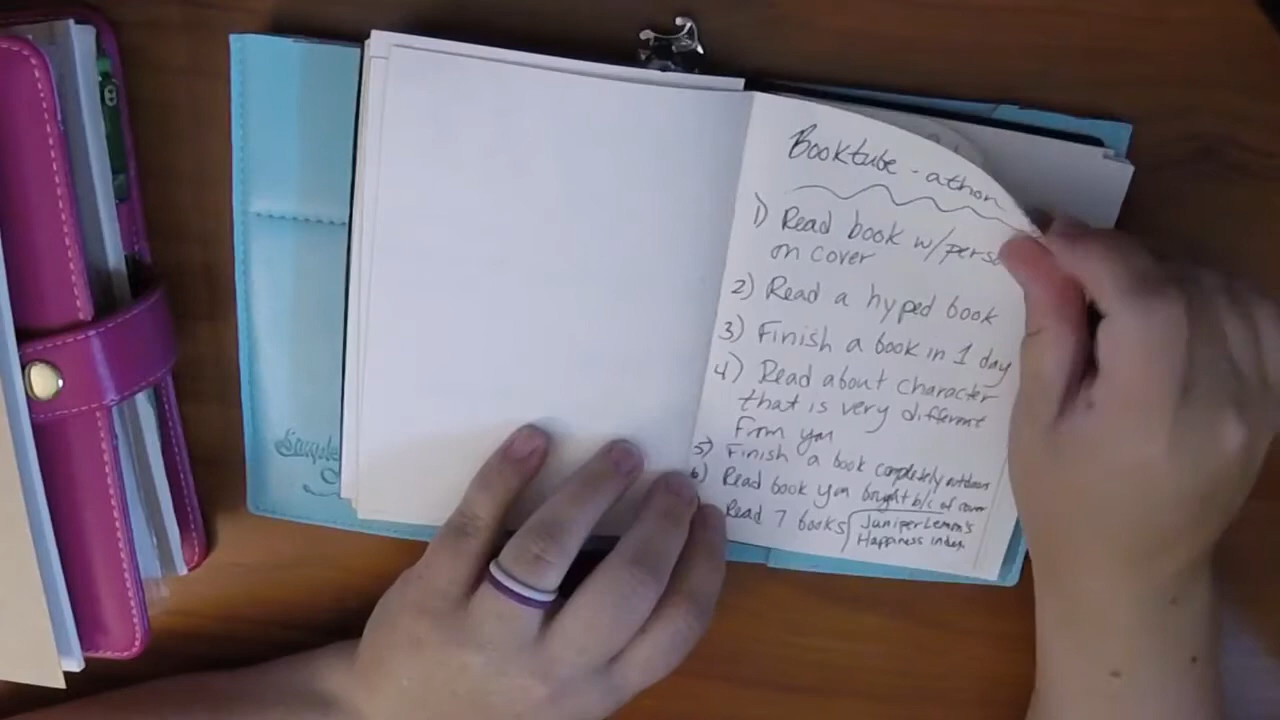 Booktube-athon
1) Read book w/perso
on cover
2) Read a hyped book
3) Finish a book in 1 day
4) Read about character
that is very different
from you
5) Finish a book completely outdoors
6) Read book you bought b/c of cover
Read 7 books
Juniper Lemon's
Happiness index
Simple